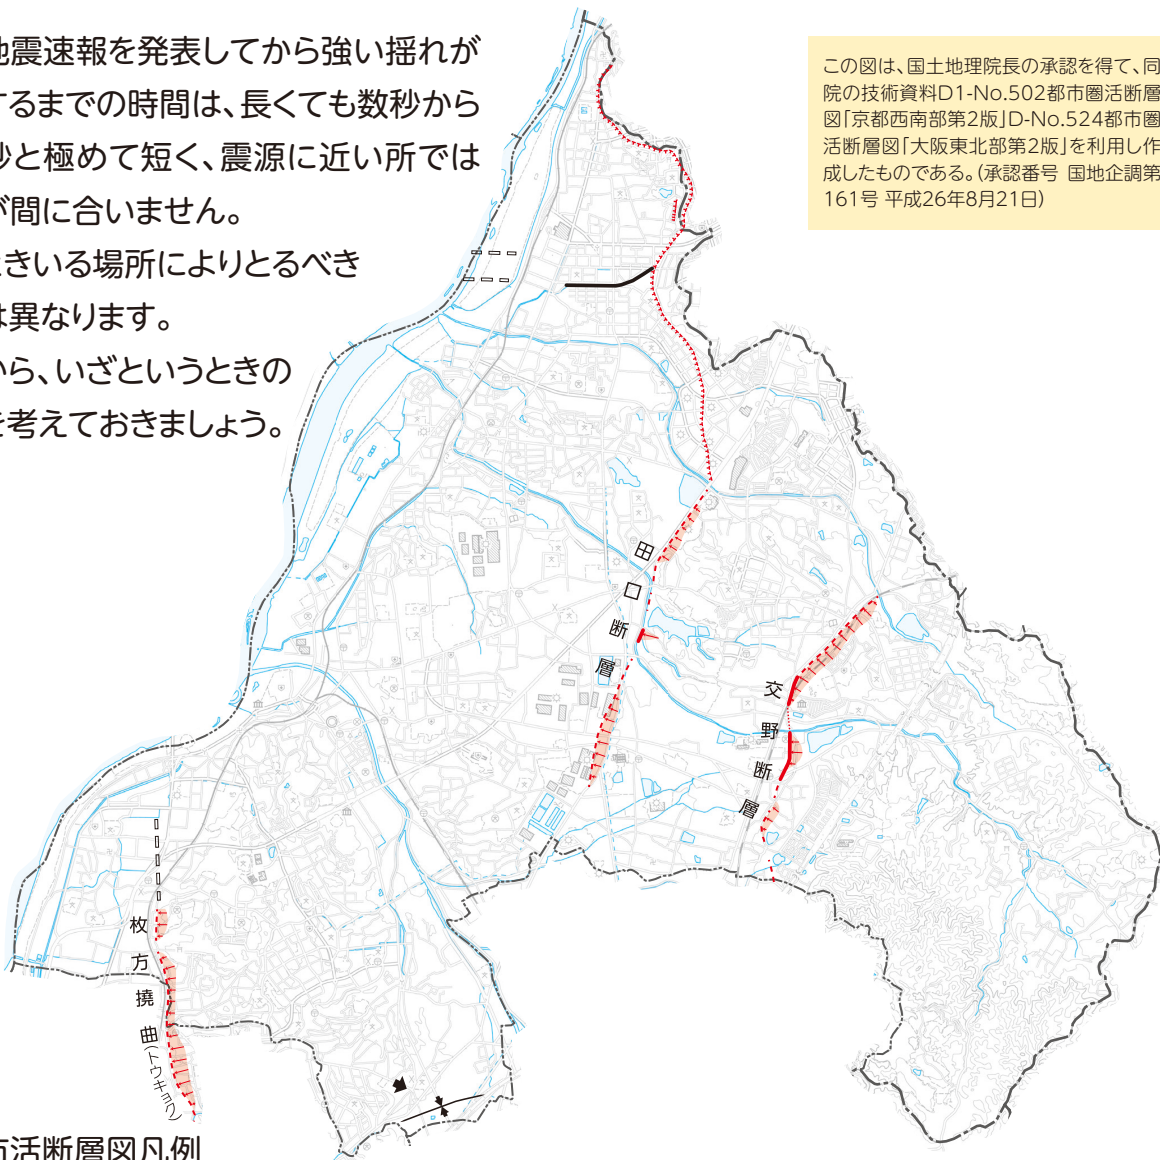 地震速報を発表してから強い揺れが
するまでの時間は、長くても数秒から
秒と極めて短く、震源に近い所では
が間に合いません。
ときいる場所によりとるべき
は異なります。
から、いざというときの
を考えておきましょう。
この図は、国土地理院長の承認を得て、同
院の技術資料D1-No.502都市圏活断層
図「京都西南部第2版」D-No.524都市圏
活断層図「大阪東北部第2版」を利用し作
成したものである。(承認番号 国地企調第
161号 平成26年8月21日)
田口断層
交野断層
枚方撓曲(トウキョク)
市活断層図凡例